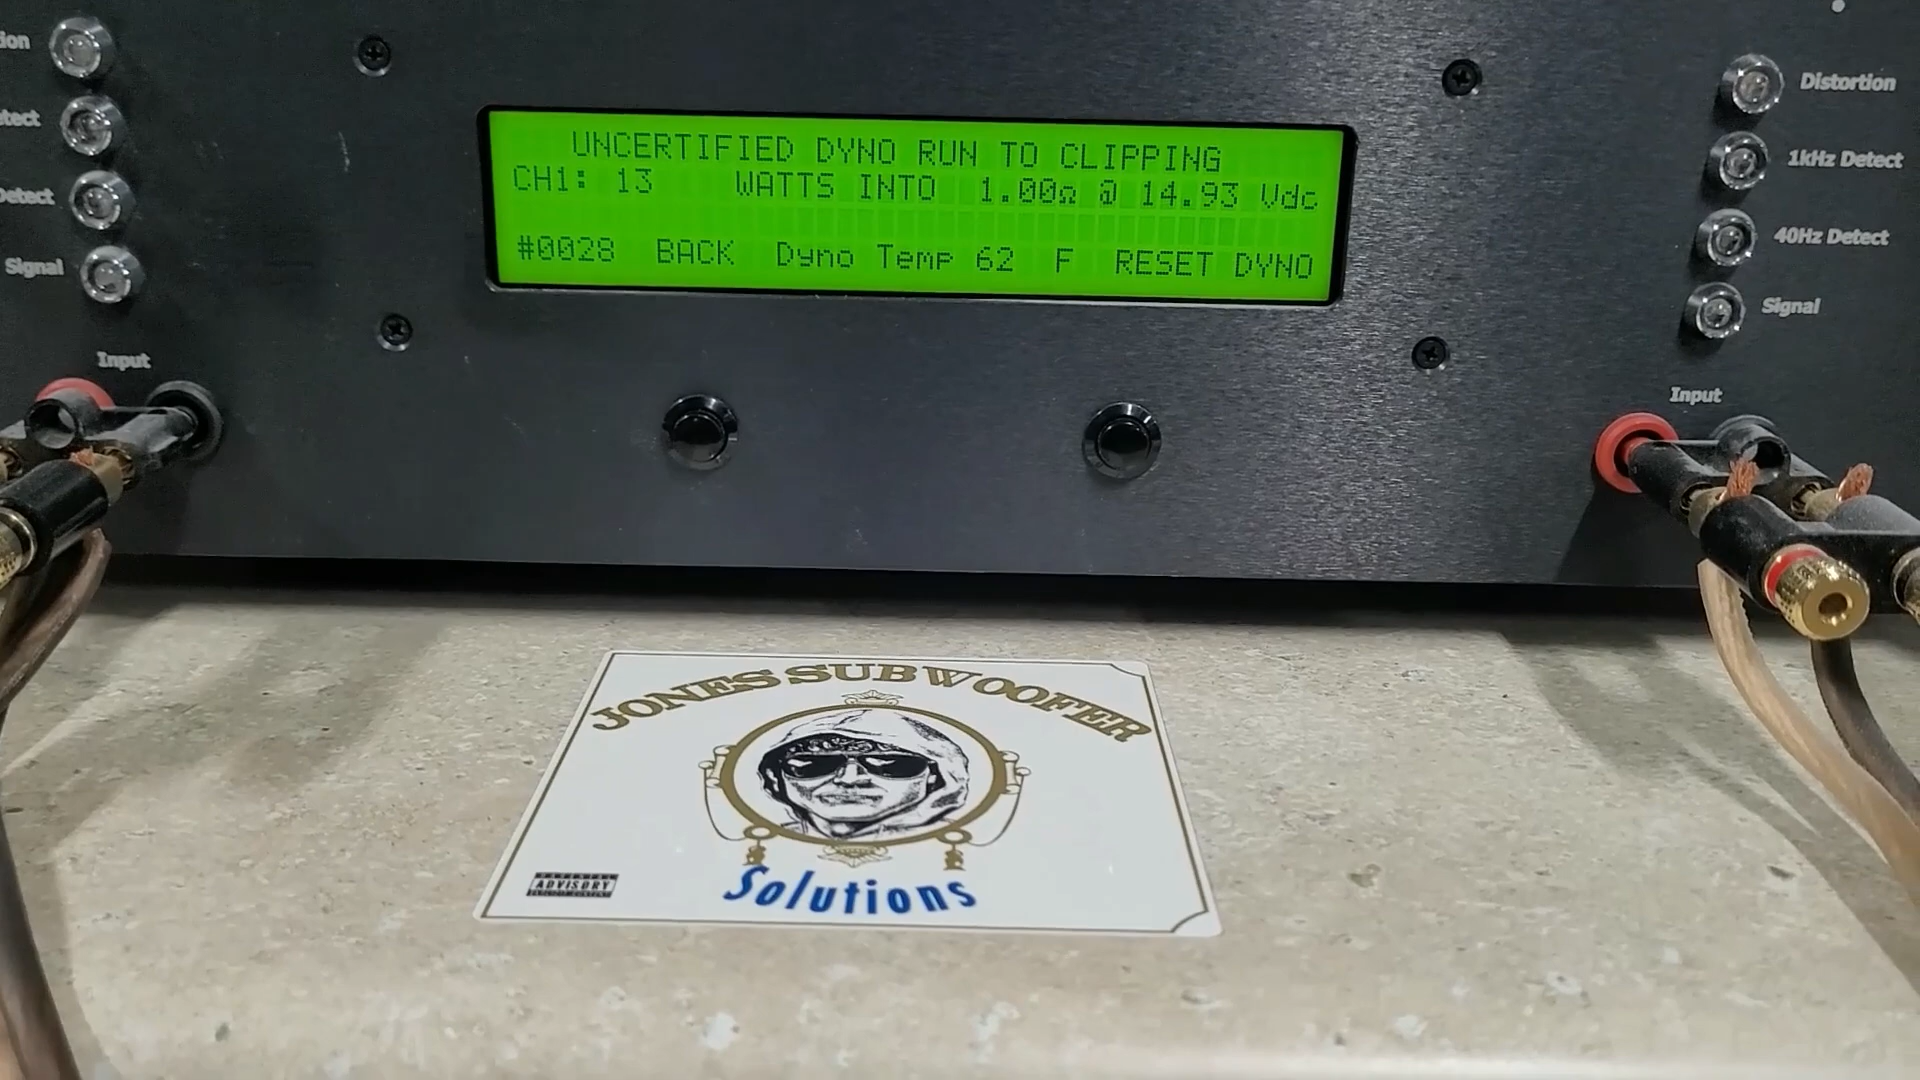 UNCERTIFIED DYNO RUN TO CLIPPING
CH1: 13 WATTS INTO 1.00Ω @ 14.93 Vdc
#0028 BACK Dyno Temp 62 F RESET DYNO
Signal
Input
Distortion
1kHz Detect
40Hz Detect
Signal
Input
JONES SUBWOOFER
Solutions
ADVISORY